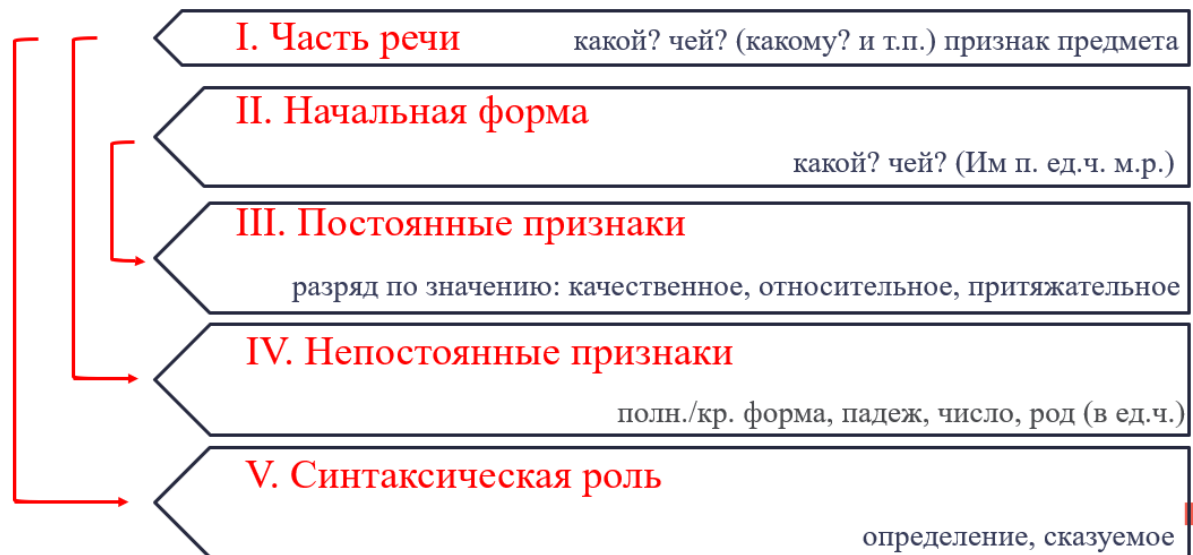 I. Часть речи какой? чей? (какому? и т.п.) признак предмета
II. Начальная форма
какой? чей? (Им п. ед.ч. м.р.)
III. Постоянные признаки
разряд по значению: качественное, относительное, притяжательное
IV. Непостоянные признаки
полн./кр. форма, падеж, число, род (в ед.ч.)
V. Синтаксическая роль
определение, сказуемое